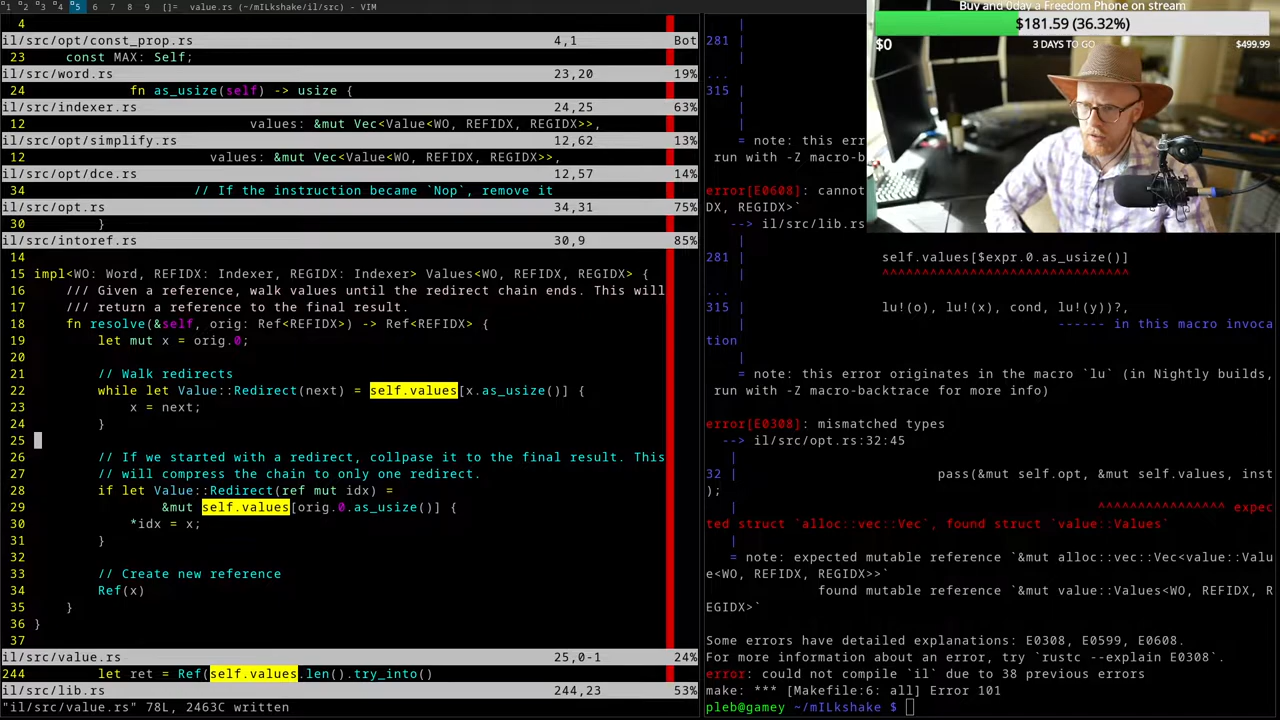 1 2 3 4 5 6 7 8 9 []= value.rs (~/mILkshake/il/src) - VIM
4
il/src/opt/const_prop.rs 4,1 Bot
23 const MAX: Self;
il/src/word.rs 23,20 19%
24 fn as_usize(self) -> usize {
il/src/indexer.rs 24,25 63%
12 values: &mut Vec<Value<WO, REFIDX, REGIDX>>,
il/src/opt/simplify.rs 12,62 13%
12 values: &mut Vec<Value<WO, REFIDX, REGIDX>>,
il/src/opt/dce.rs 12,57 14%
34 // If the instruction became `Nop`, remove it
il/src/opt.rs 34,31 75%
30 }
il/src/intoref.rs 30,9 85%
14
15 impl<WO: Word, REFIDX: Indexer, REGIDX: Indexer> Values<WO, REFIDX, REGIDX> {
16 /// Given a reference, walk values until the redirect chain ends. This will
17 /// return a reference to the final result.
18 fn resolve(&self, orig: Ref<REFIDX>) -> Ref<REFIDX> {
19 let mut x = orig.0;
20
21 // Walk redirects
22 while let Value::Redirect(next) = self.values[x.as_usize()] {
23 x = next;
24 }
25
26 // If we started with a redirect, collpase it to the final result. This
27 // will compress the chain to only one redirect.
28 if let Value::Redirect(ref mut idx) =
29 &mut self.values[orig.0.as_usize()] {
30 *idx = x;
31 }
32
33 // Create new reference
34 Ref(x)
35 }
36 }
37
il/src/value.rs 25,0-1 24%
244 let ret = Ref(self.values.len().try_into()
il/src/lib.rs 244,23 53%
"il/src/value.rs" 78L, 2463C written
281 |
...
315 |
|
= note: this err
run with -Z macro-b
error[E0608]: cannot
DX, REGIDX>`
--> il/src/lib.rs
|
281 | self.values[$expr.0.as_usize()]
| ^^^^^^^^^^^^^^^^^^^^^^^^^^^^^^^
...
315 | lu!(o), lu!(x), cond, lu!(y))?,
| ------ in this macro invoca
tion
|
= note: this error originates in the macro `lu` (in Nightly builds,
run with -Z macro-backtrace for more info)
error[E0308]: mismatched types
--> il/src/opt.rs:32:45
|
32 | pass(&mut self.opt, &mut self.values, inst
);
| ^^^^^^^^^^^^^^^^ expec
ted struct `alloc::vec::Vec`, found struct `value::Values`
|
= note: expected mutable reference `&mut alloc::vec::Vec<value::Valu
e<WO, REFIDX, REGIDX>>`
found mutable reference `&mut value::Values<WO, REFIDX, R
EGIDX>`
Some errors have detailed explanations: E0308, E0599, E0608.
For more information about an error, try `rustc --explain E0308`.
error: could not compile `il` due to 38 previous errors
make: *** [Makefile:6: all] Error 101
pleb@gamey ~/mILkshake $
Buy and 0day a Freedom Phone on stream
$181.59 (36.32%)
$0 3 DAYS TO GO $499.99